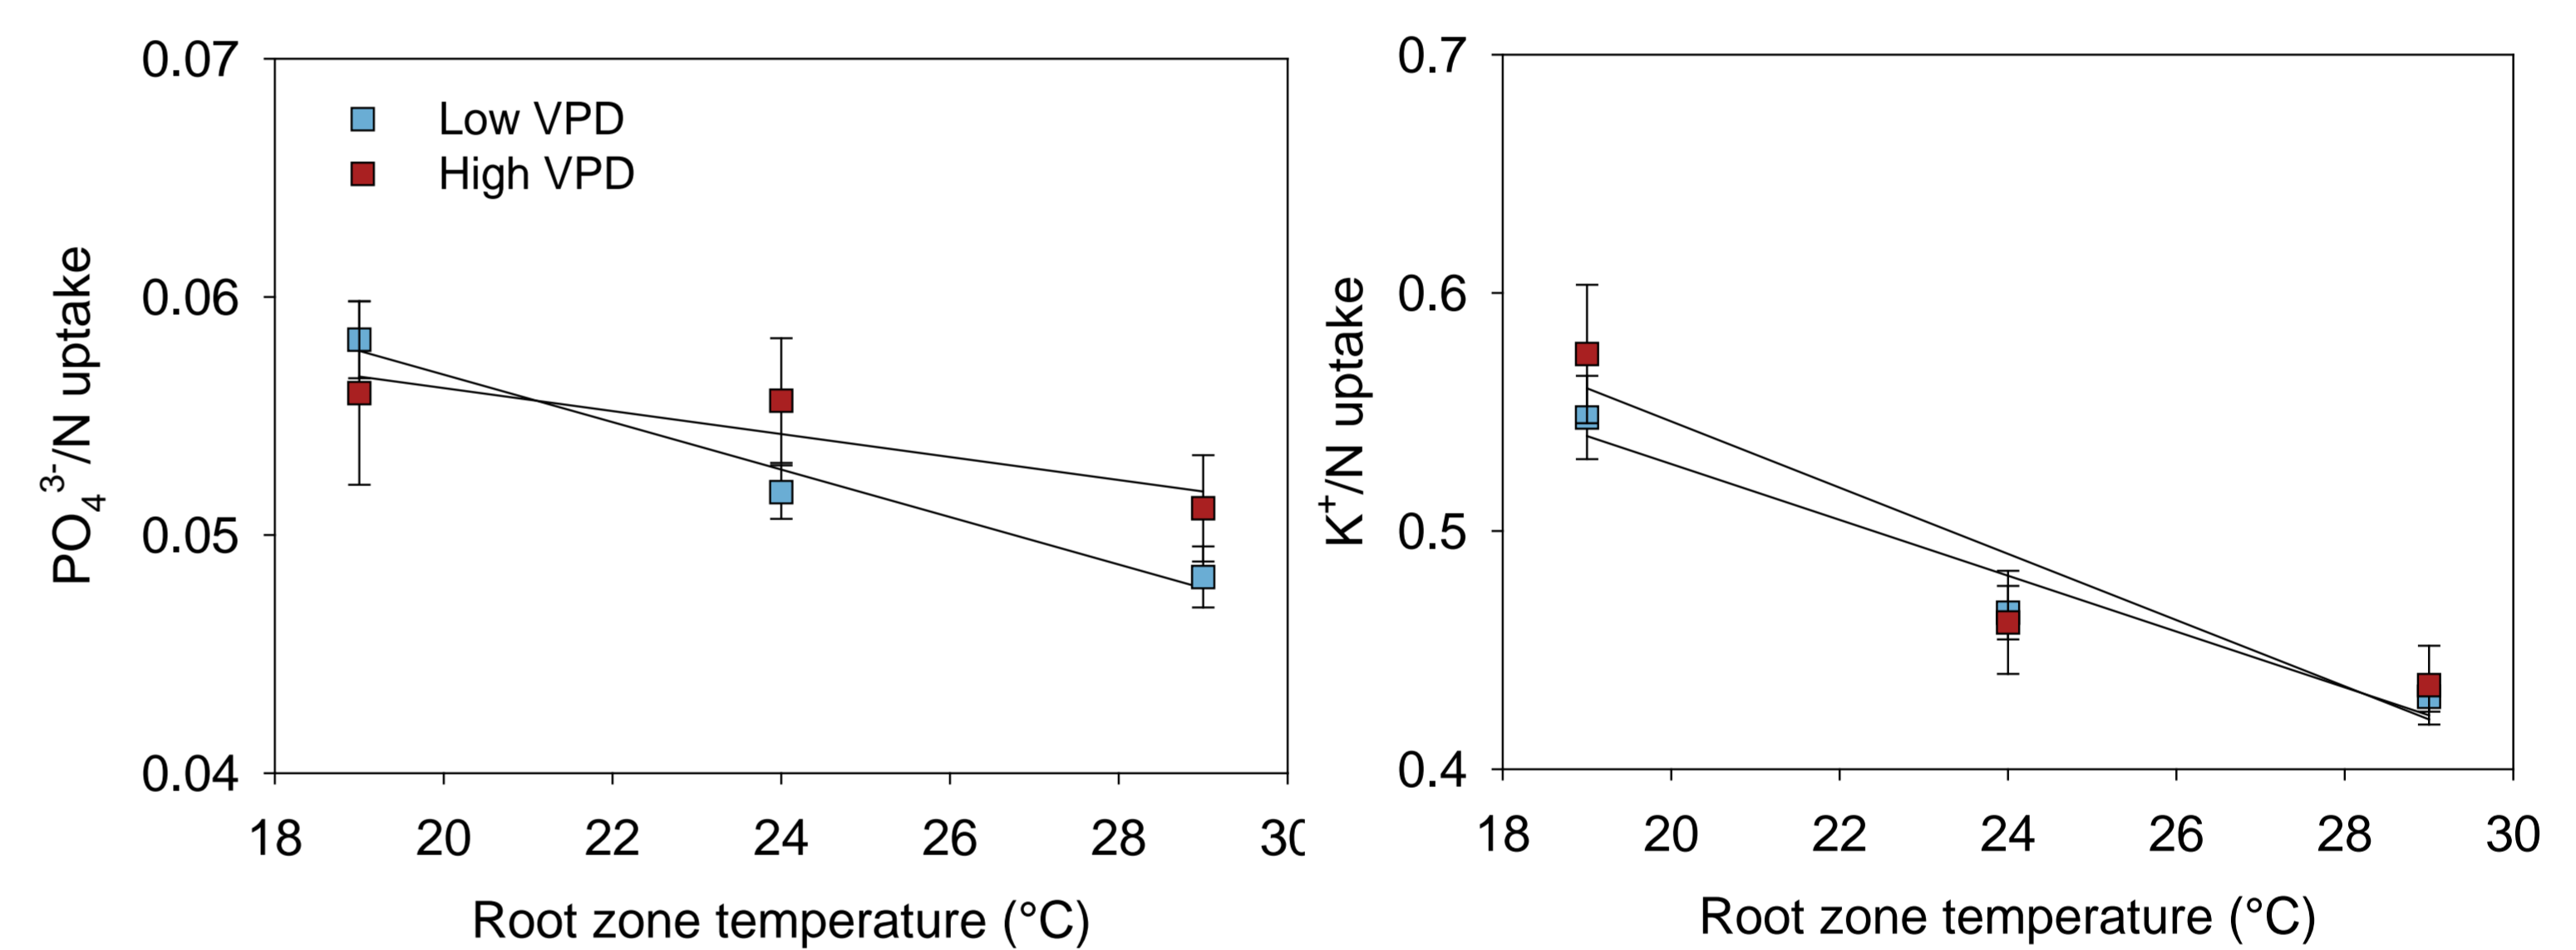 0.07
0.06
0.05
0.04
PO₄³⁻/N uptake
Low VPD
High VPD
18 20 22 24 26 28 30
Root zone temperature (°C)
0.7
0.6
0.5
0.4
K⁺/N uptake
18 20 22 24 26 28 30
Root zone temperature (°C)